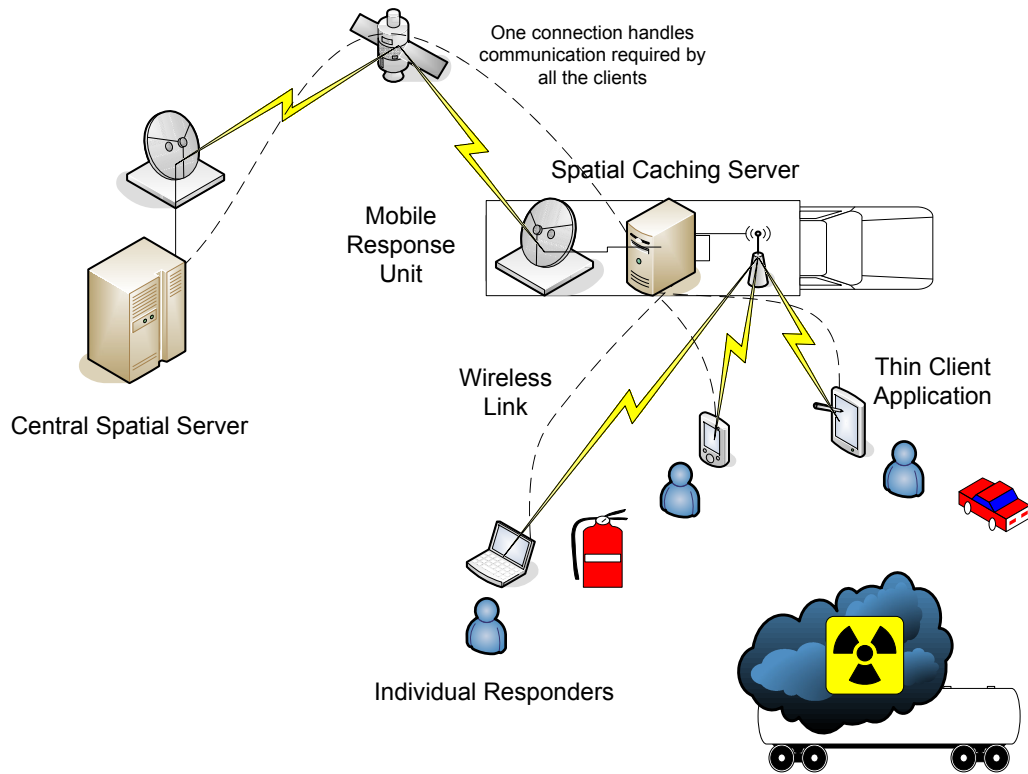 One connection handles
communication required by
all the clients
Spatial Caching Server
Mobile
Response
Unit
Thin Client
Application
Wireless
Link
Central Spatial Server
Individual Responders